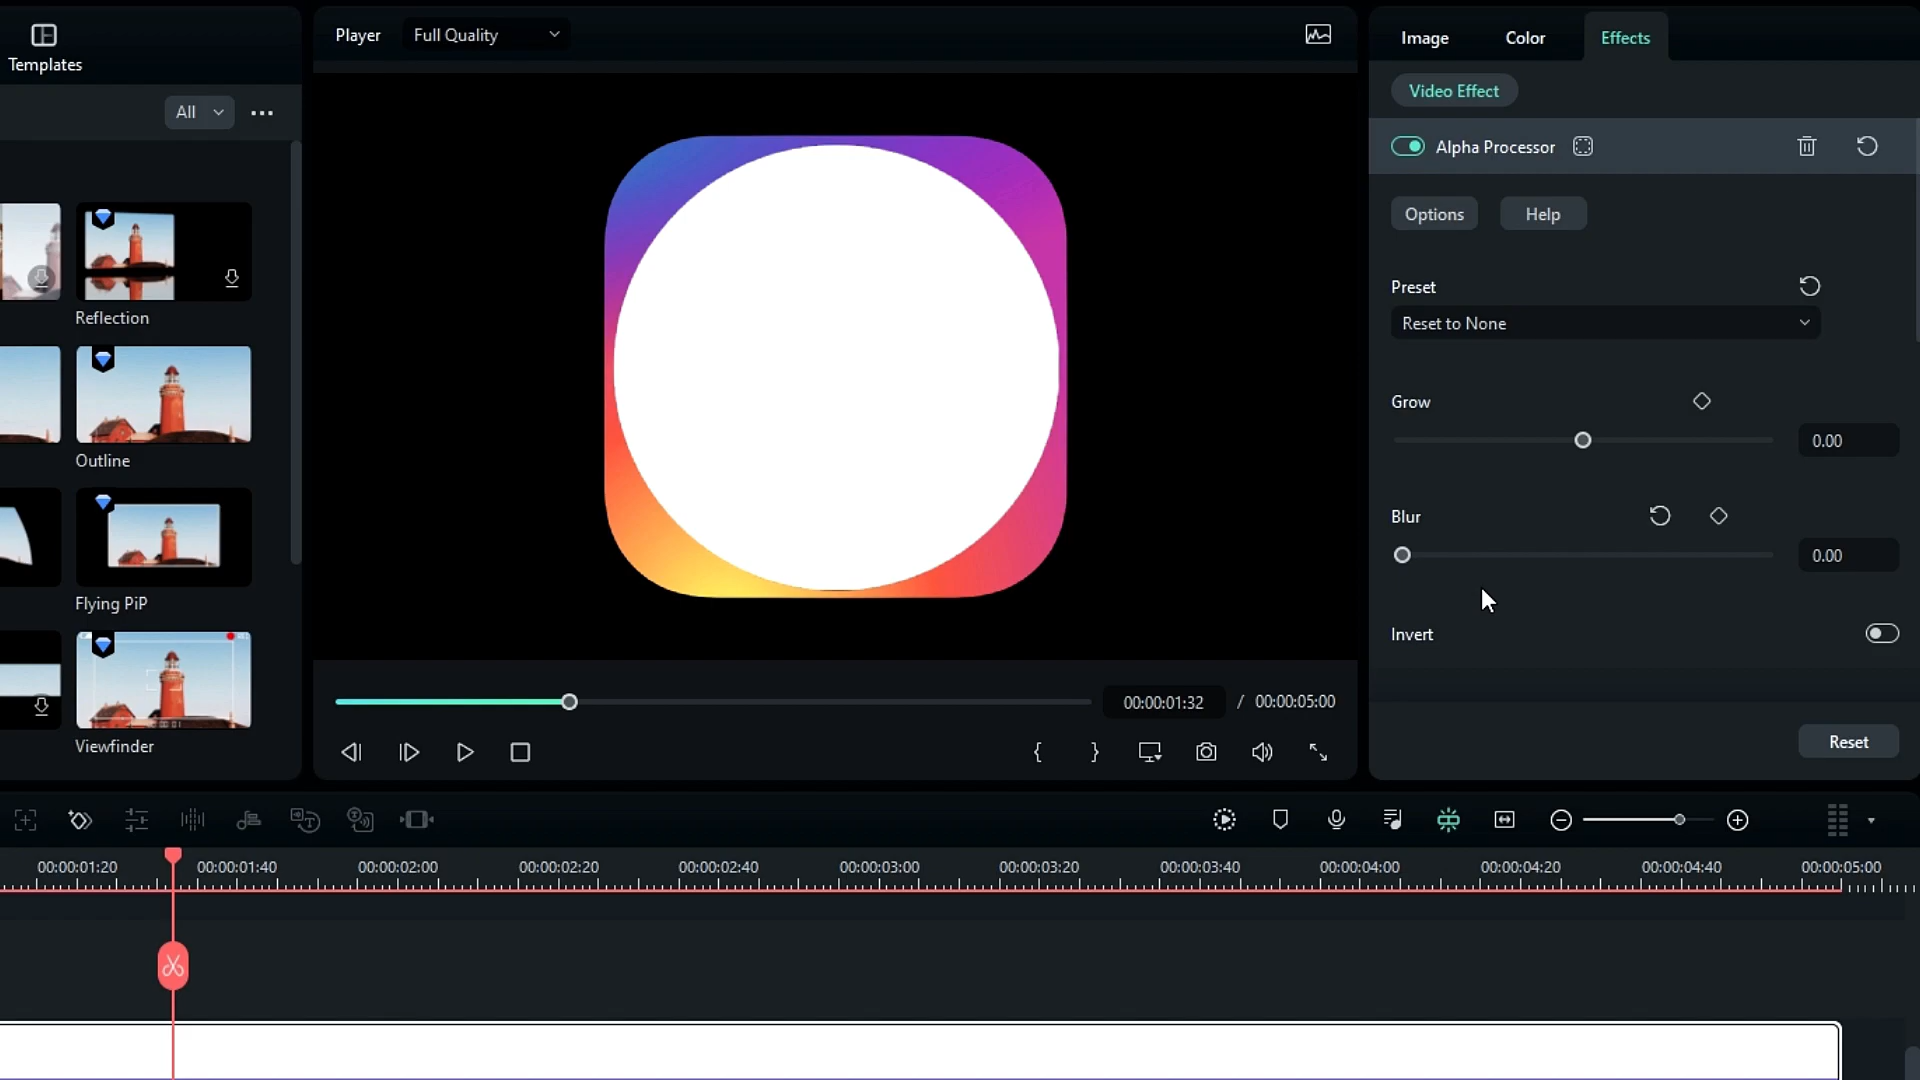 Templates
All
Reflection
Outline
Flying PiP
Viewfinder
Player
Full Quality
00:00:01:32 / 00:00:05:00
Image
Color
Effects
Video Effect
Alpha Processor
Options
Help
Preset
Reset to None
Grow
0.00
Blur
0.00
Invert
Reset
00:00:01:20
00:00:01:40
00:00:02:00
00:00:02:20
00:00:02:40
00:00:03:00
00:00:03:20
00:00:03:40
00:00:04:00
00:00:04:20
00:00:04:40
00:00:05:00